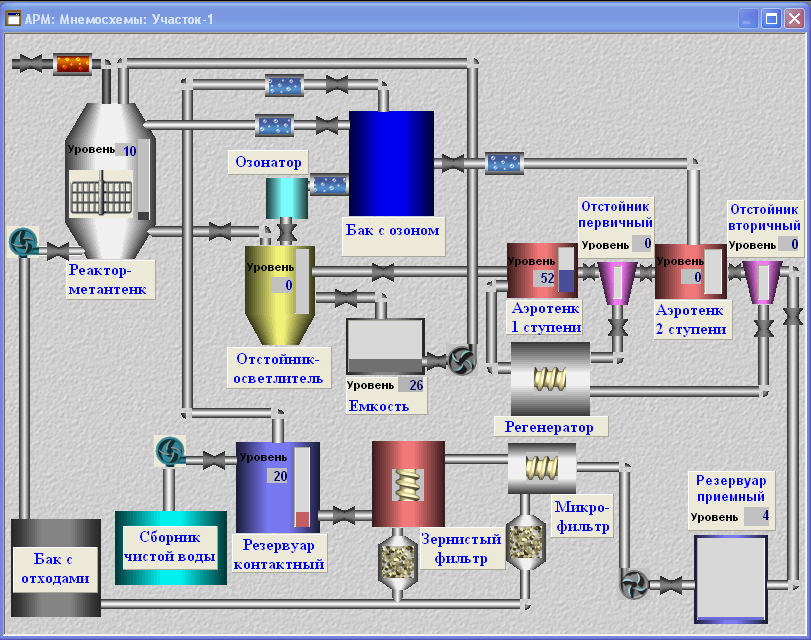 АРМ: Мнемосхемы: Участок-1
Уровень 10
Озонатор
Бак с озоном
Отстойник
первичный
Уровень 0
Отстойник
вторичный
Уровень 0
Реактор-
метантенк
Уровень
0
Уровень
52
Уровень
0
Аэротенк
1 ступени
Аэротенк
2 ступени
Отстойник-
осветлитель
Уровень 26
Емкость
Регенератор
Уровень
20
Резервуар
приемный
Уровень 4
Микро-
фильтр
Сборник
чистой воды
Резервуар
контактный
Зернистый
фильтр
Бак с
отходами